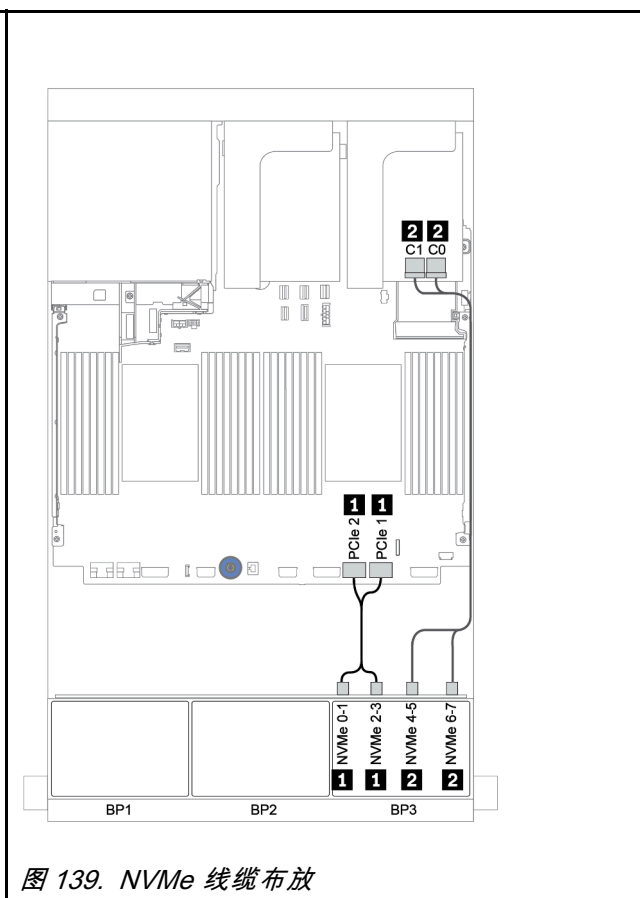 2 2
C1 C0
1 1
PCIe 2
PCIe 1
NVMe 0-1
NVMe 2-3
NVMe 4-5
NVMe 6-7
1 1 2 2
BP1 BP2 BP3
图 139. NVMe 线缆布放